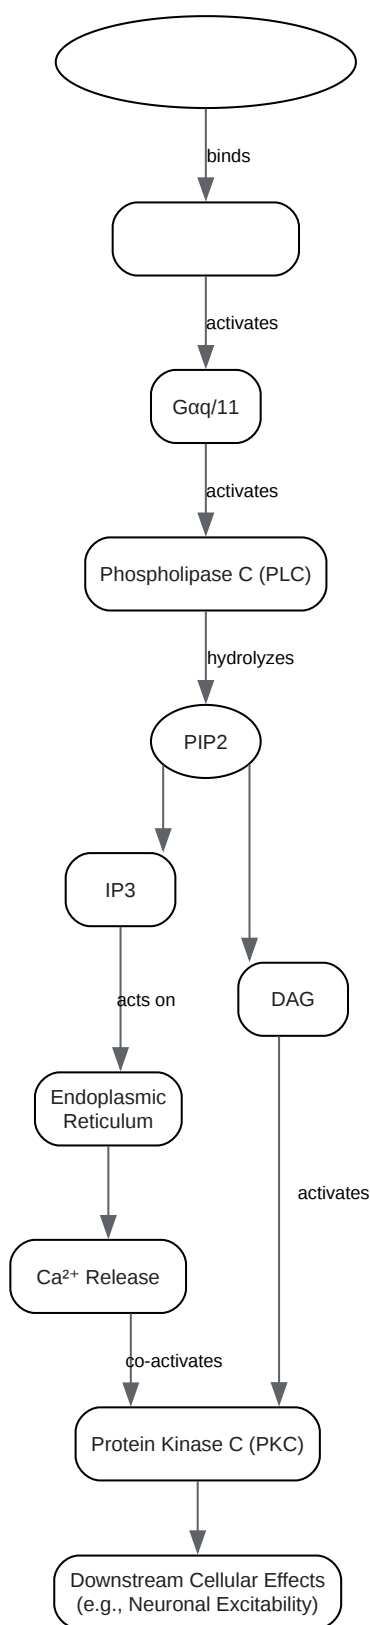 binds
activates
Gαq/11
activates
Phospholipase C (PLC)
hydrolyzes
PIP2
IP3
acts on
DAG
Endoplasmic
Reticulum
activates
Ca²⁺ Release
co-activates
Protein Kinase C (PKC)
Downstream Cellular Effects
(e.g., Neuronal Excitability)